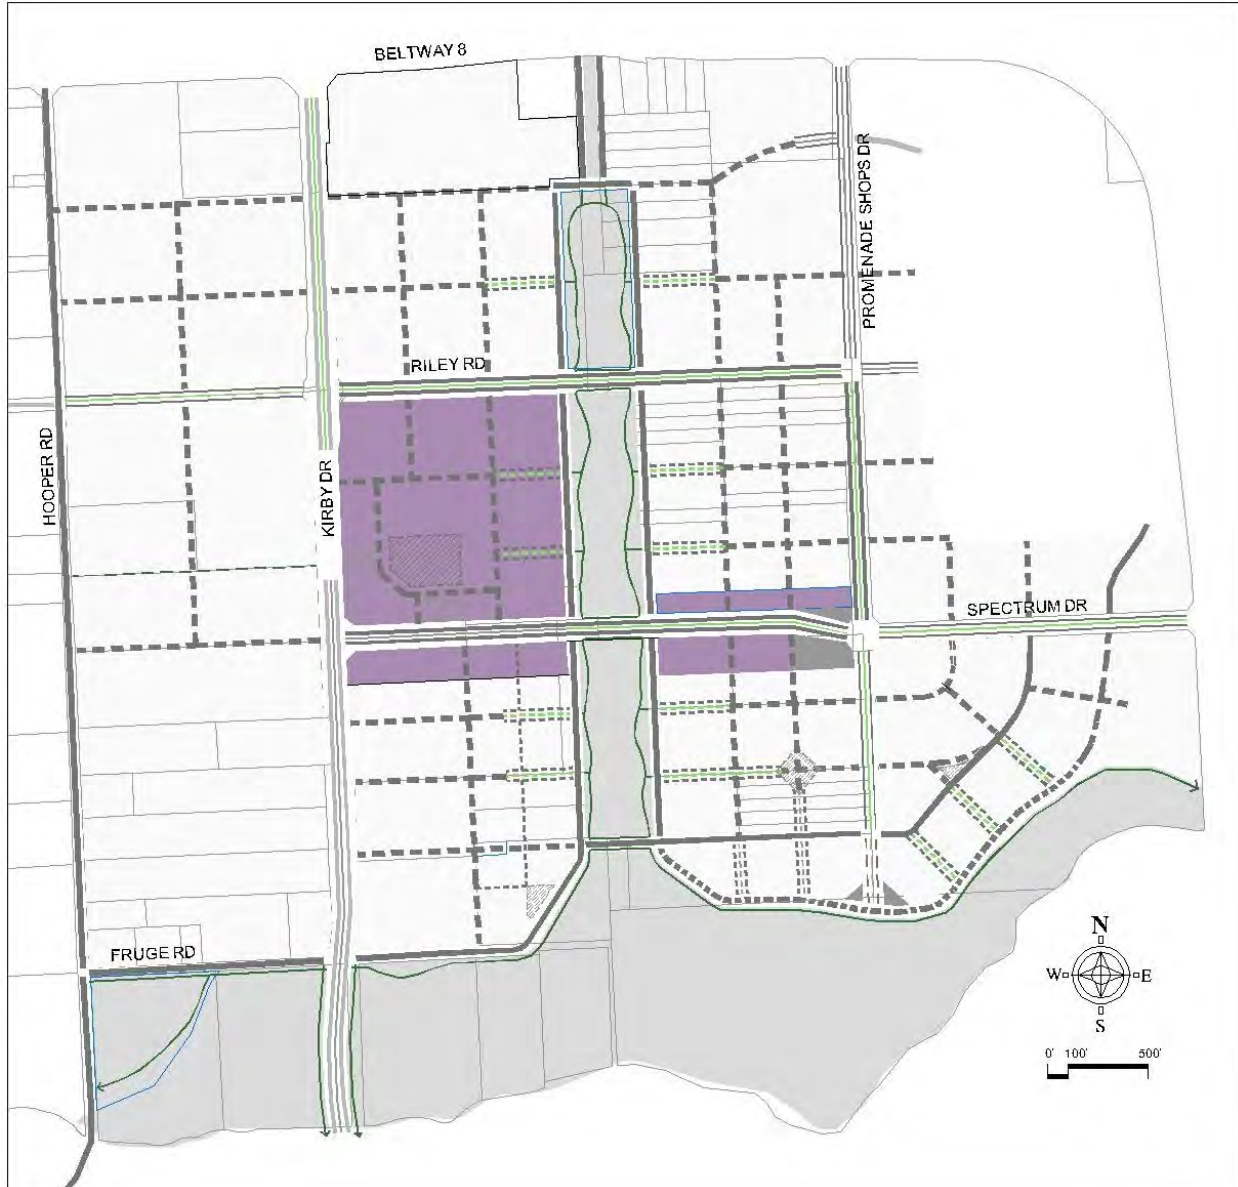 BELTWAY 8
PROMENADE SHOPS DR
RILEY RD
HOOPER RD
KIRBY DR
SPECTRUM DR
FRUGE RD
N
W E
S
0' 100' 500'